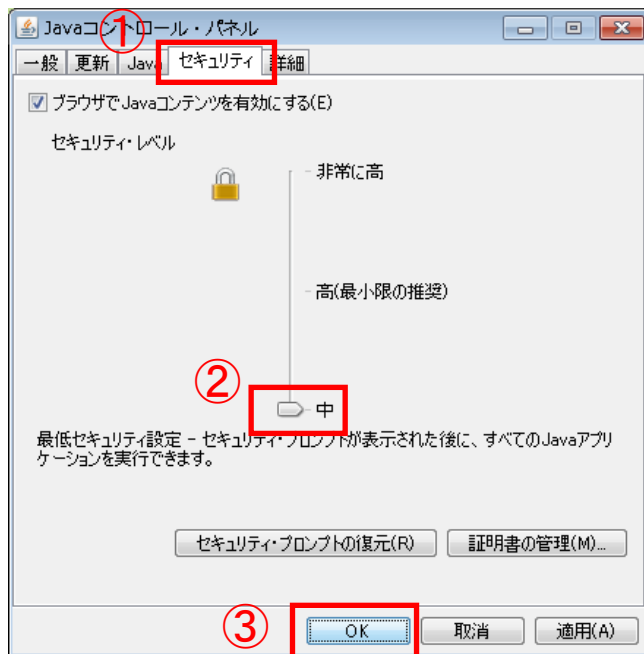 Javaコントロール・パネル
①
一般 更新 Java セキュリティ 詳細
ブラウザでJavaコンテンツを有効にする(E)
セキュリティ・レベル
非常に高
高(最小限の推奨)
②
中
最低セキュリティ設定 - セキュリティ・プロンプトが表示された後に、すべてのJavaアプリ
ケーションを実行できます。
セキュリティ・プロンプトの復元(R) 証明書の管理(M)...
③
OK 取消 適用(A)